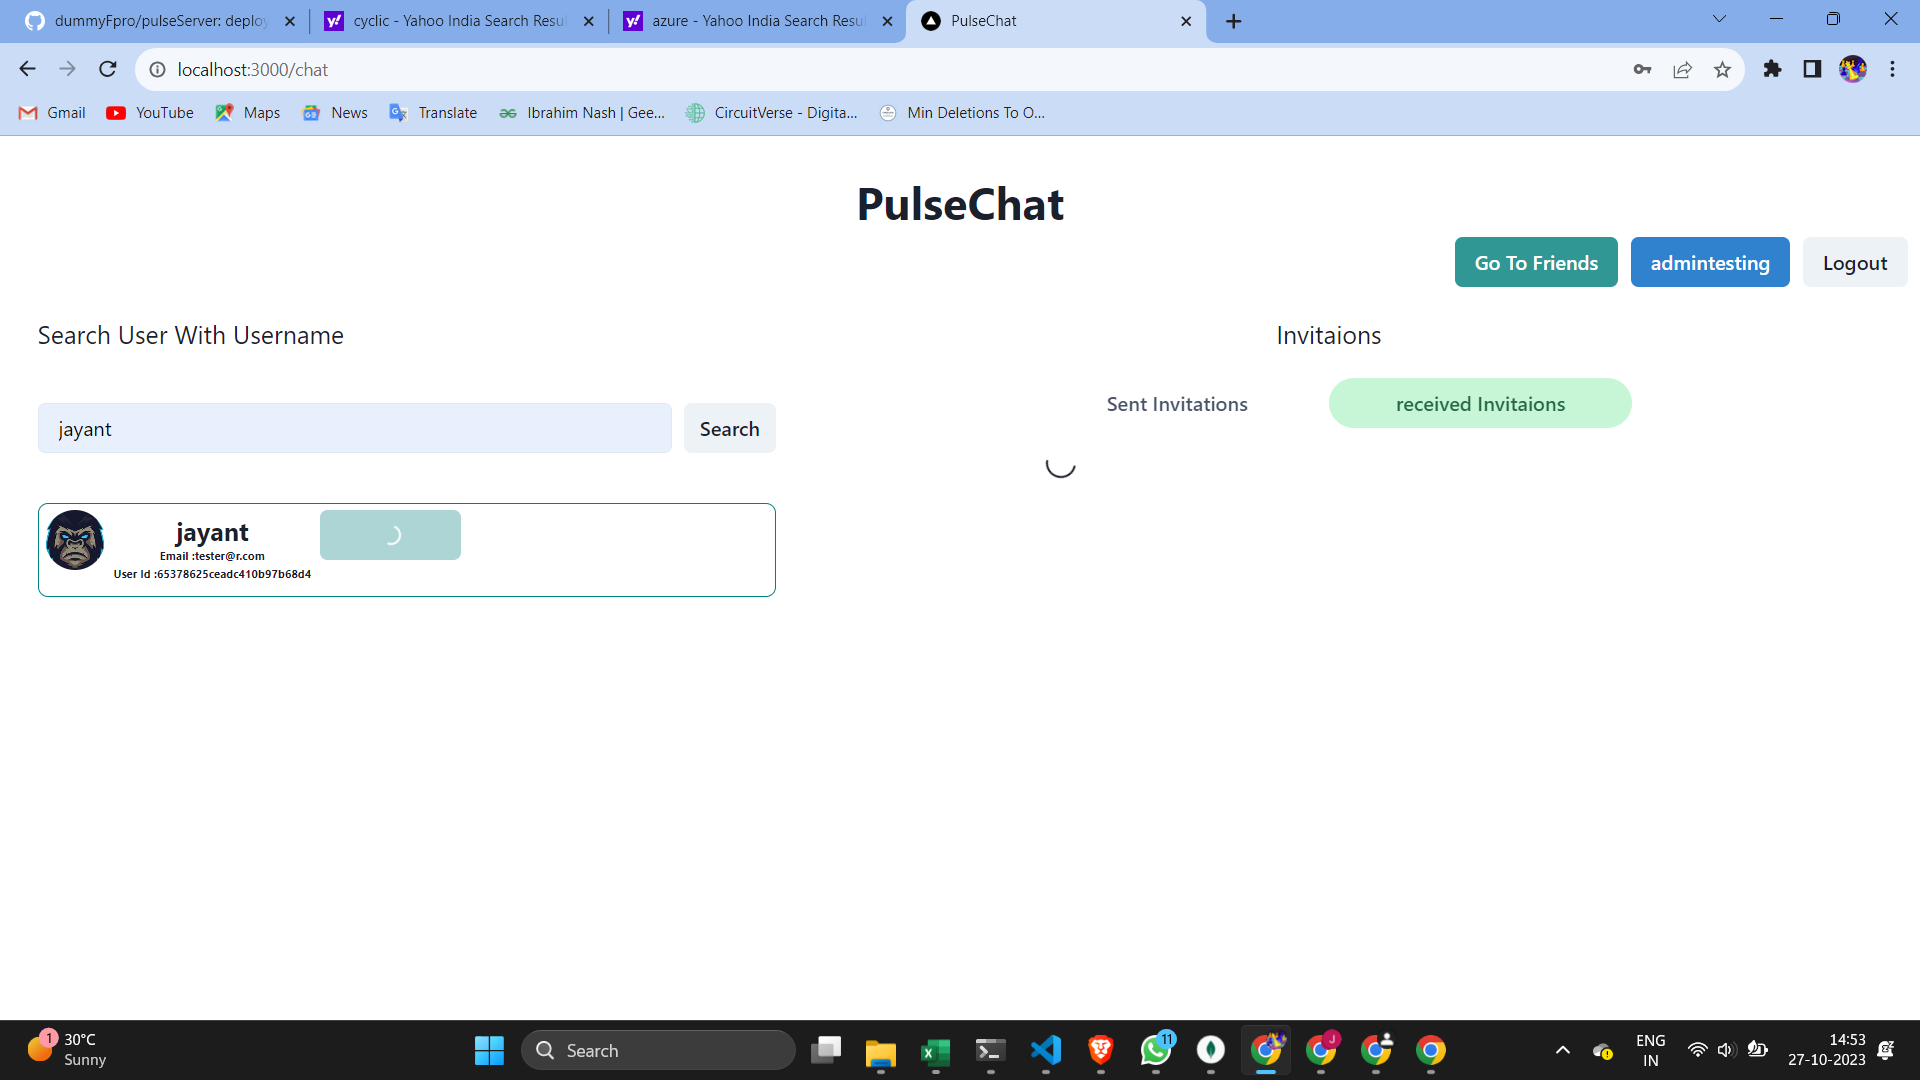 dummyFpro/pulseServer: deploy
cyclic - Yahoo India Search Resul
azure - Yahoo India Search Resul
PulseChat
localhost:3000/chat
Gmail
YouTube
Maps
News
Translate
Ibrahim Nash | Gee...
CircuitVerse - Digita...
Min Deletions To O...
PulseChat
Go To Friends
admintesting
Logout
Search User With Username
Invitaions
jayant
Search
Sent Invitations
received Invitaions
jayant
Email :tester@r.com
User Id :65378625ceadc410b97b68d4
1
30°C
Sunny
Search
11
J
ENG
IN
14:53
27-10-2023